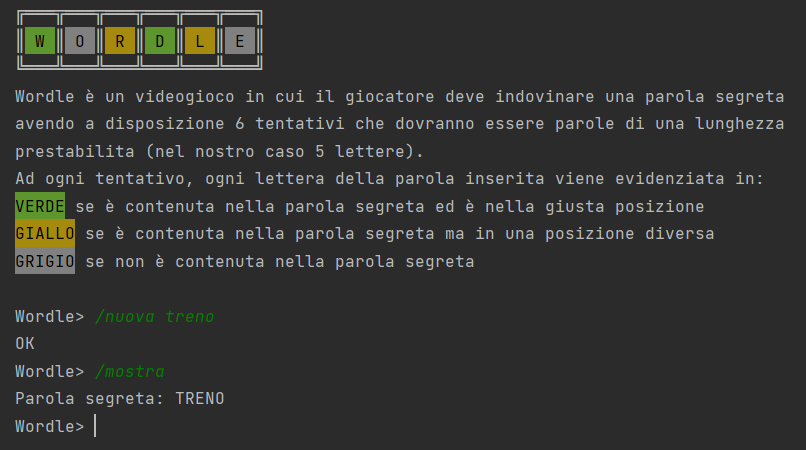 W O R D L E
Wordle è un videogioco in cui il giocatore deve indovinare una parola segreta
avendo a disposizione 6 tentativi che dovranno essere parole di una lunghezza
prestabilita (nel nostro caso 5 lettere).
Ad ogni tentativo, ogni lettera della parola inserita viene evidenziata in:
VERDE se è contenuta nella parola segreta ed è nella giusta posizione
GIALLO se è contenuta nella parola segreta ma in una posizione diversa
GRIGIO se non è contenuta nella parola segreta
Wordle> /nuova treno
OK
Wordle> /mostra
Parola segreta: TRENO
Wordle>